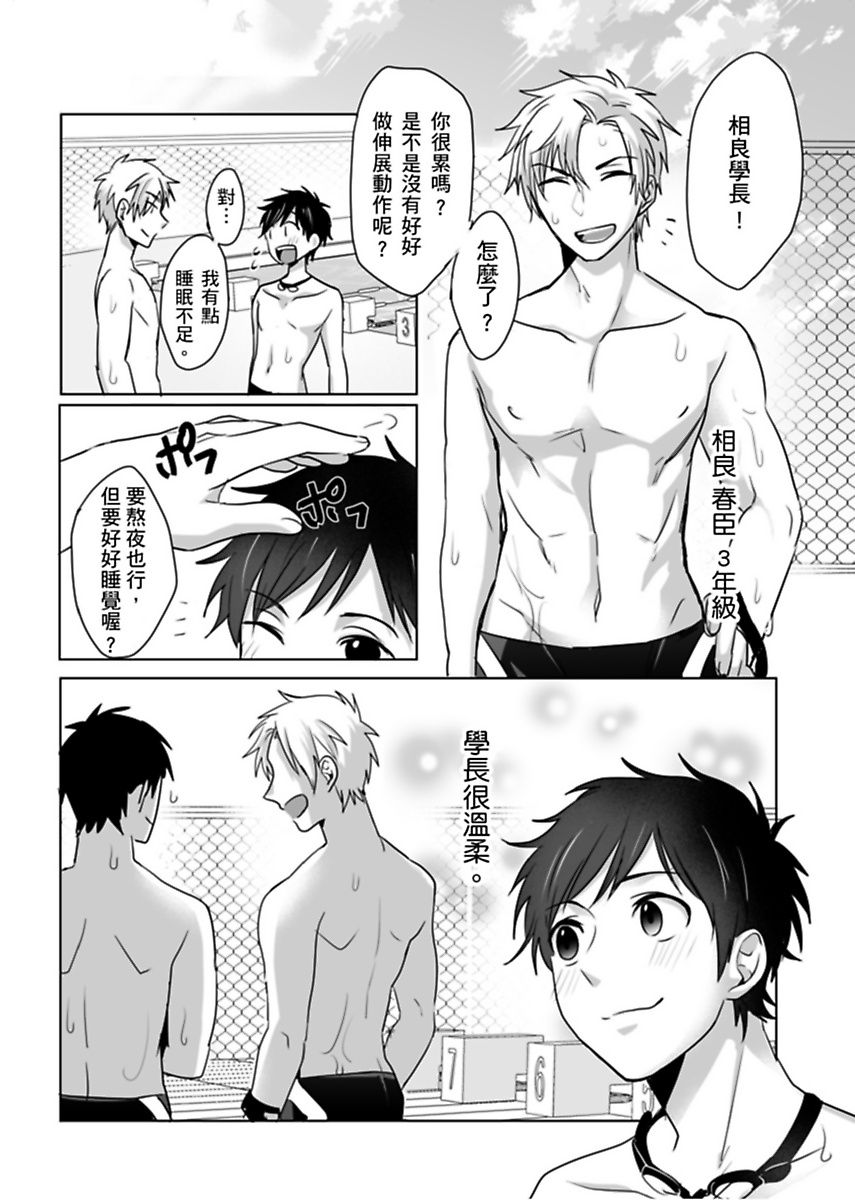 相良學長！
怎麼了？
相良 春臣，3年級
你很累嗎？
是不是沒有好好
做伸展動作呢？
對…
我有點
睡眠不足。
3
ポフ
ポフ
要熬夜也行，
但要好好睡覺喔？
學長很溫柔。
7
6